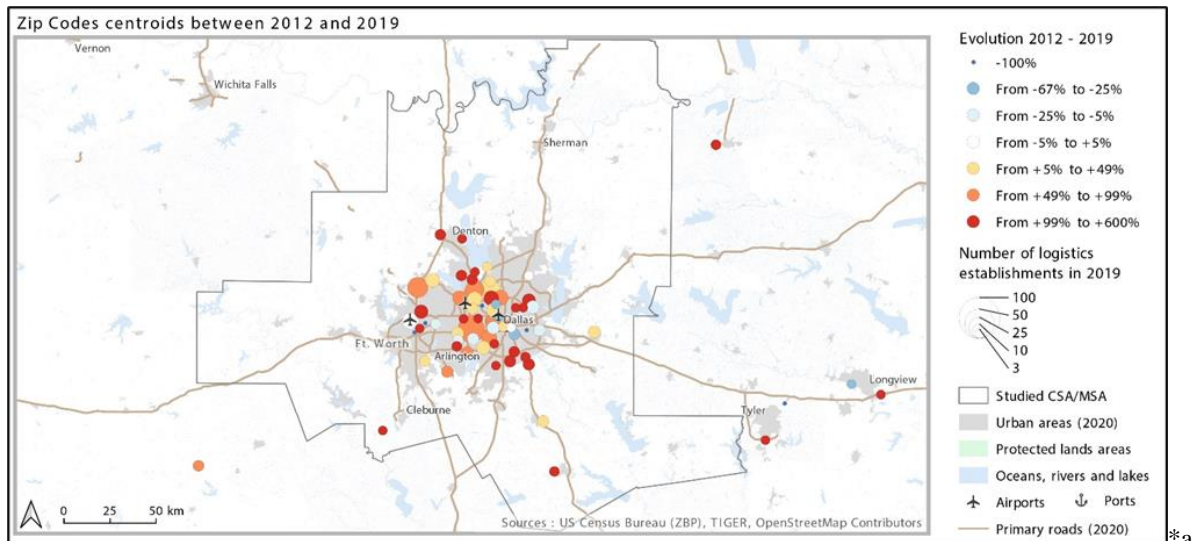 Zip Codes centroids between 2012 and 2019
Vernon
Wichita Falls
Sherman
Denton
Dallas
Ft. Worth
Arlington
Cleburne
Tyler
Longview
0 25 50 km
Sources : US Census Bureau (ZBP), TIGER, OpenStreetMap Contributors
Evolution 2012 - 2019
-100%
From -67% to -25%
From -25% to -5%
From -5% to +5%
From +5% to +49%
From +49% to +99%
From +99% to +600%
Number of logistics
establishments in 2019
100
50
25
10
3
Studied CSA/MSA
Urban areas (2020)
Protected lands areas
Oceans, rivers and lakes
Airports Ports
Primary roads (2020)
*a